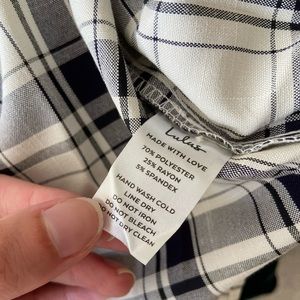 Lulus
MADE WITH LOVE
70% POLYESTER
25% RAYON
5% SPANDEX
HAND WASH COLD
LINE DRY
DO NOT IRON
DO NOT BLEACH
DO NOT DRY CLEAN